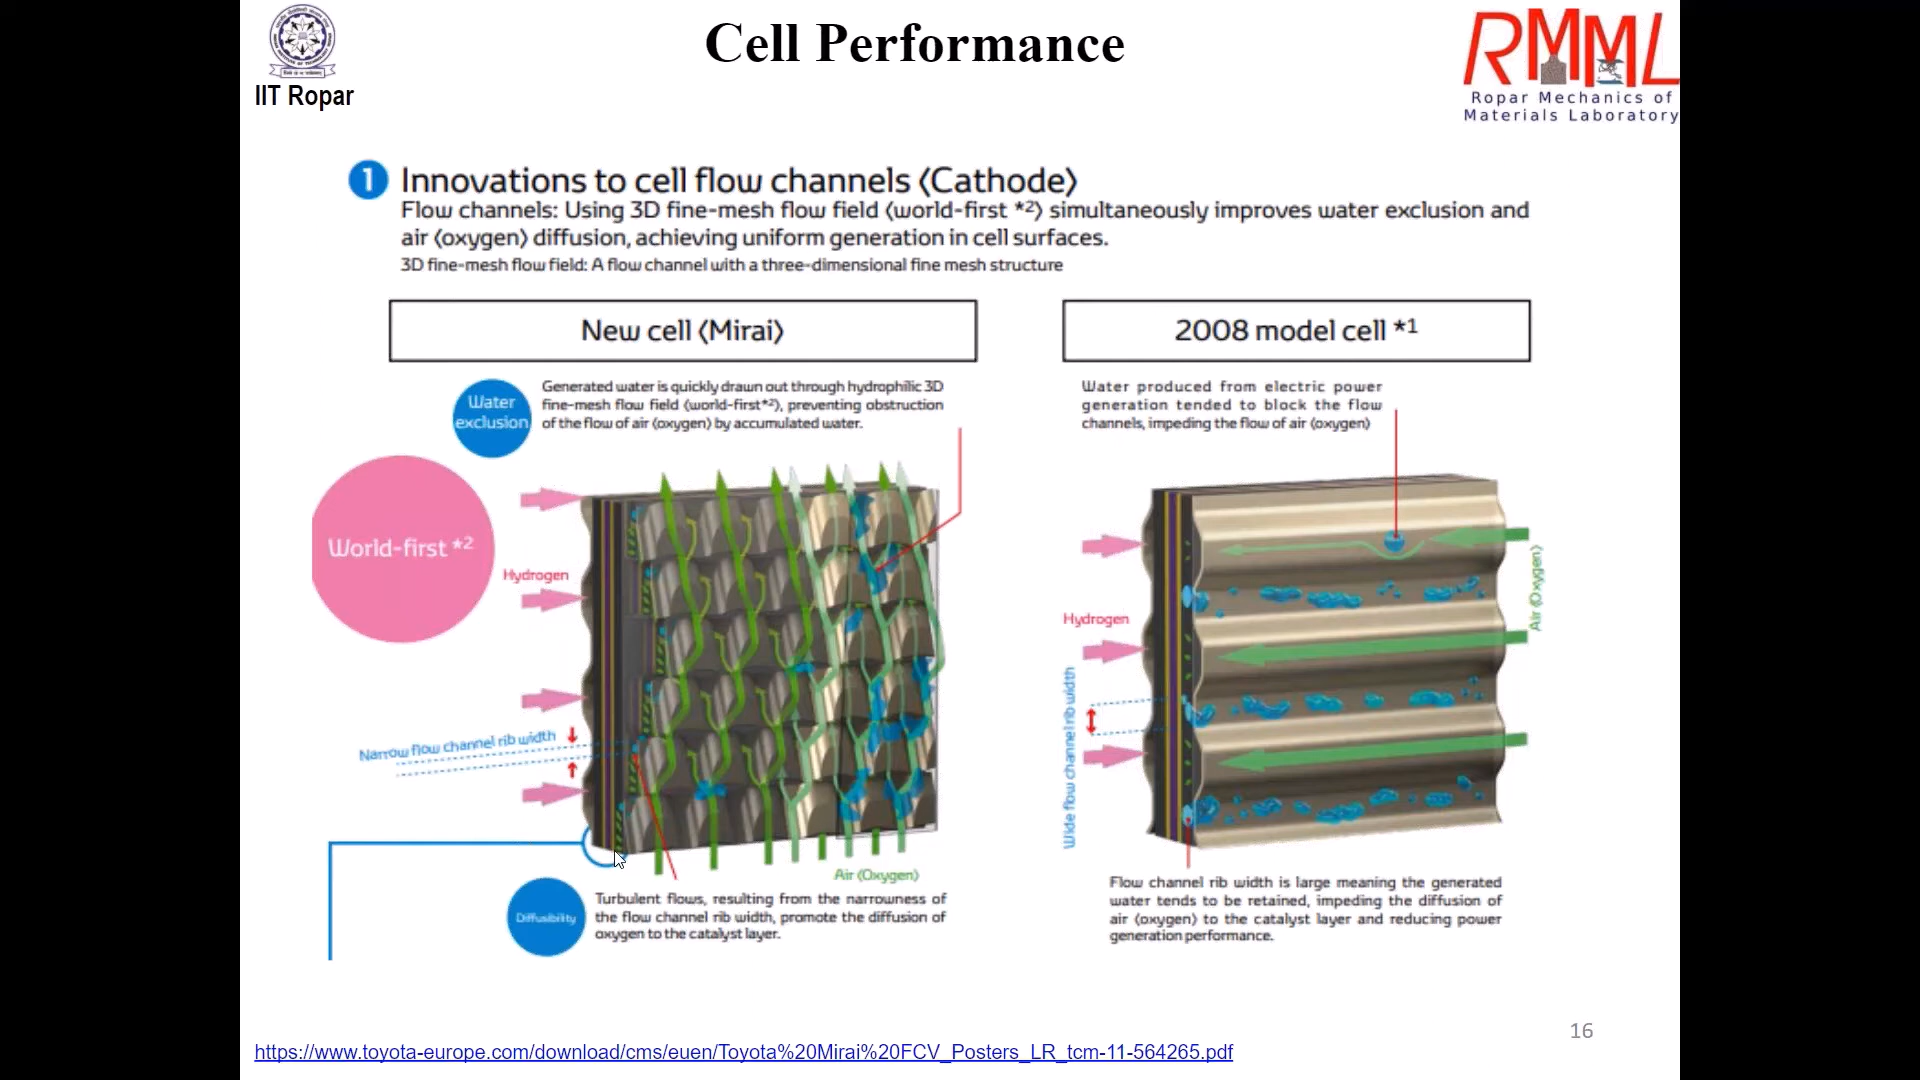 Cell Performance
IIT Ropar
RMML
Ropar Mechanics of
Materials Laboratory
1 Innovations to cell flow channels ⟨Cathode⟩
Flow channels: Using 3D fine-mesh flow field ⟨world-first *2⟩ simultaneously improves water exclusion and
air ⟨oxygen⟩ diffusion, achieving uniform generation in cell surfaces.
3D fine-mesh flow field: A flow channel with a three-dimensional fine mesh structure
New cell ⟨Mirai⟩
Water
exclusion
Generated water is quickly drawn out through hydrophilic 3D
fine-mesh flow field ⟨world-first*2⟩, preventing obstruction
of the flow of air ⟨oxygen⟩ by accumulated water.
World-first *2
Hydrogen
Narrow flow channel rib width
Air ⟨Oxygen⟩
Diffusibility
Turbulent flows, resulting from the narrowness of
the flow channel rib width, promote the diffusion of
oxygen to the catalyst layer.
2008 model cell *1
Water produced from electric power
generation tended to block the flow
channels, impeding the flow of air ⟨oxygen⟩
Hydrogen
Wide flow channel rib width
Air ⟨Oxygen⟩
Flow channel rib width is large meaning the generated
water tends to be retained, impeding the diffusion of
air ⟨oxygen⟩ to the catalyst layer and reducing power
generation performance.
16
https://www.toyota-europe.com/download/cms/euen/Toyota%20Mirai%20FCV_Posters_LR_tcm-11-564265.pdf